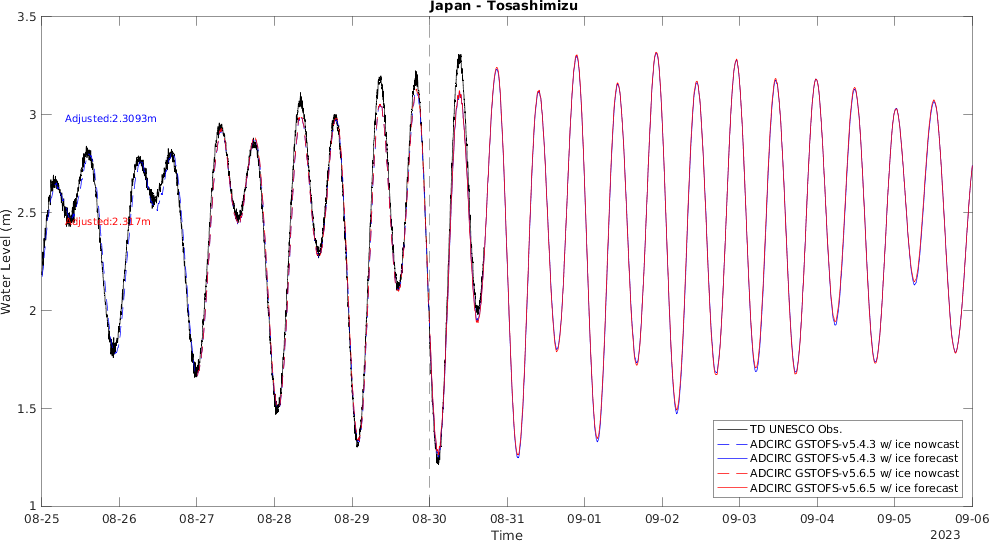 Japan - Tosashimizu
3.5
3
2.5
2
1.5
1
Water Level (m)
Adjusted:2.3093m
Adjusted:2.317m
TD UNESCO Obs.
ADCIRC GSTOFS-v5.4.3 w/ ice nowcast
ADCIRC GSTOFS-v5.4.3 w/ ice forecast
ADCIRC GSTOFS-v5.6.5 w/ ice nowcast
ADCIRC GSTOFS-v5.6.5 w/ ice forecast
08-25 08-26 08-27 08-28 08-29 08-30 08-31 09-01 09-02 09-03 09-04 09-05 09-06
Time
2023